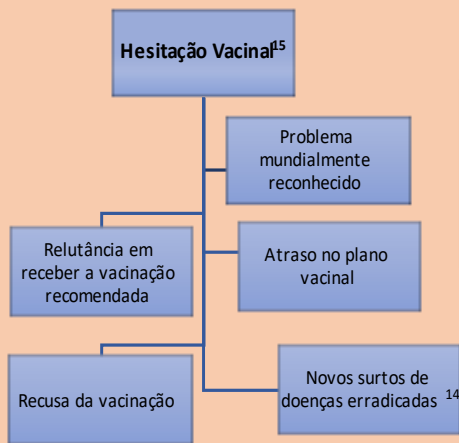 Hesitação Vacinal¹⁵
Problema
mundialmente
reconhecido
Relutância em
receber a vacinação
recomendada
Atraso no plano
vacinal
Recusa da vacinação
Novos surtos de
doenças erradicadas ¹⁴